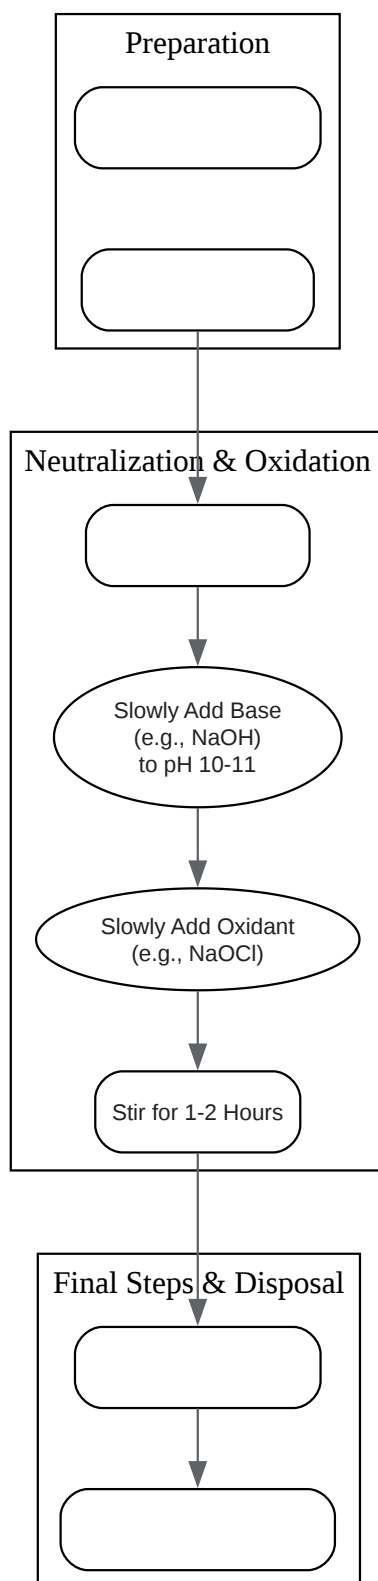 Preparation
Neutralization & Oxidation
Slowly Add Base
(e.g., NaOH)
to pH 10-11
Slowly Add Oxidant
(e.g., NaOCl)
Stir for 1-2 Hours
Final Steps & Disposal